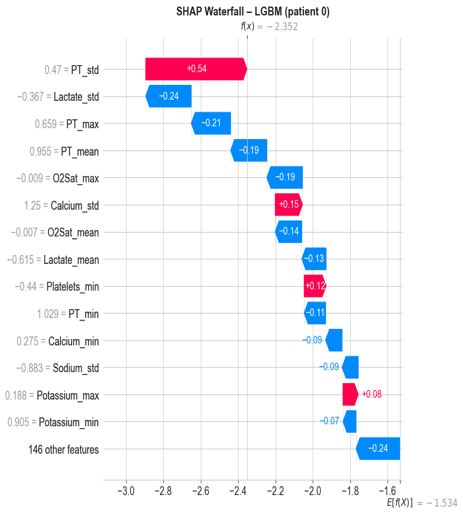 SHAP Waterfall – LGBM (patient 0)
f(x) = −2.352
0.47 = PT_std +0.54
−0.367 = Lactate_std −0.24
0.659 = PT_max −0.21
0.955 = PT_mean −0.19
−0.009 = O2Sat_max −0.19
1.25 = Calcium_std +0.15
−0.007 = O2Sat_mean −0.14
−0.615 = Lactate_mean −0.13
−0.44 = Platelets_min +0.12
1.029 = PT_min −0.11
0.275 = Calcium_min −0.09
−0.883 = Sodium_std −0.09
0.188 = Potassium_max +0.08
0.905 = Potassium_min −0.07
146 other features −0.24
−3.0 −2.8 −2.6 −2.4 −2.2 −2.0 −1.8 −1.6
E[f(X)] = −1.534